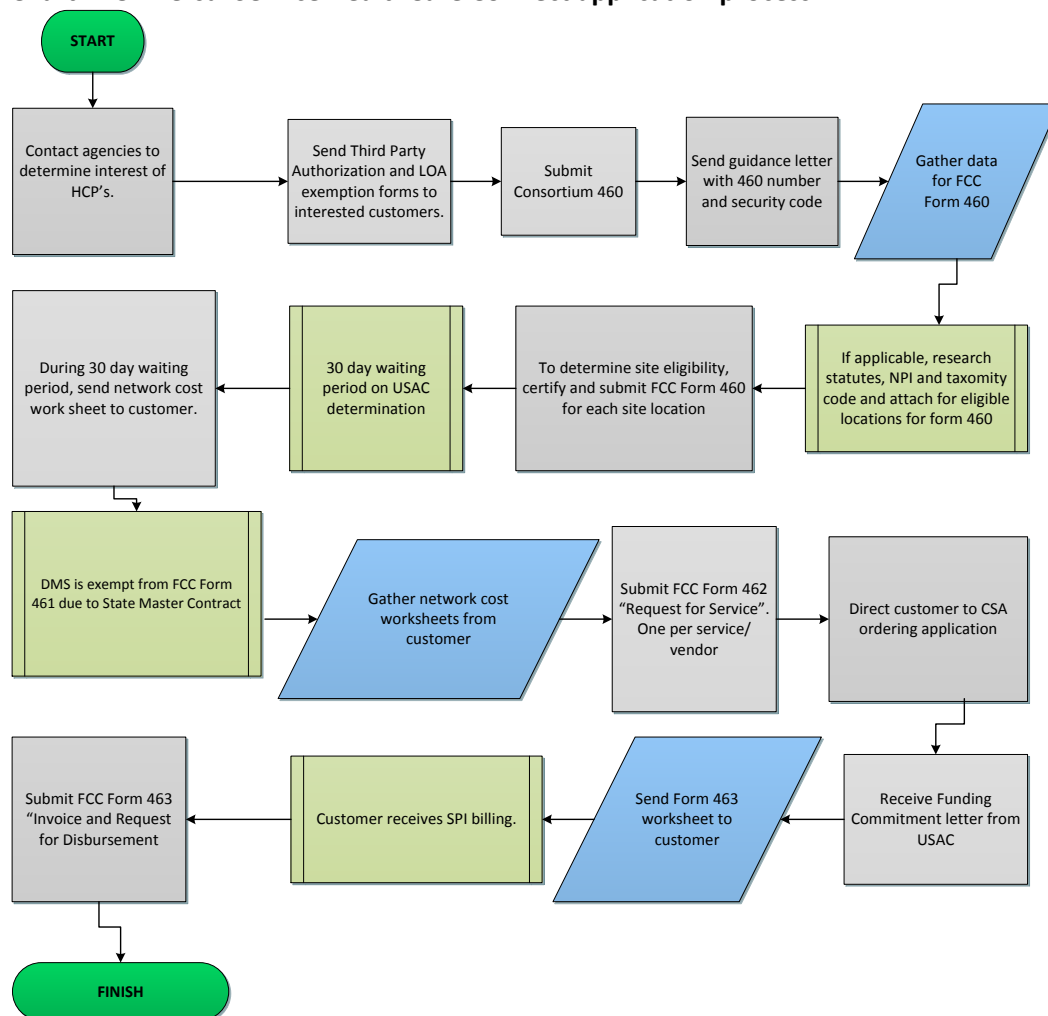 START
Contact agencies to
determine interest of
HCP's.
Send Third Party
Authorization and LOA
exemption forms to
interested customers.
Submit
Consortium 460
Send guidance letter
with 460 number
and security code
Gather data
for FCC
Form 460
If applicable, research
statutes, NPI and taxomity
code and attach for eligible
locations for form 460
To determine site eligibility,
certify and submit FCC Form 460
for each site location
30 day waiting
period on USAC
determination
During 30 day waiting
period, send network cost
work sheet to customer.
DMS is exempt from FCC Form
461 due to State Master Contract
Gather network cost
worksheets from
customer
Submit FCC Form 462
“Request for Service”.
One per service/
vendor
Direct customer to CSA
ordering application
Receive Funding
Commitment letter from
USAC
Send Form 463
worksheet to
customer
Customer receives SPI billing.
Submit FCC Form 463
“Invoice and Request
for Disbursement
FINISH